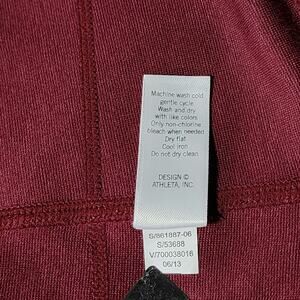 Machine wash cold
gentle cycle
Wash and dry
with like colors
Only non-chlorine
bleach when needed
Dry flat
Cool iron
Do not dry clean
DESIGN ©
ATHLETA, INC.
S/861887-06
S/53688
V/700038016
06/13